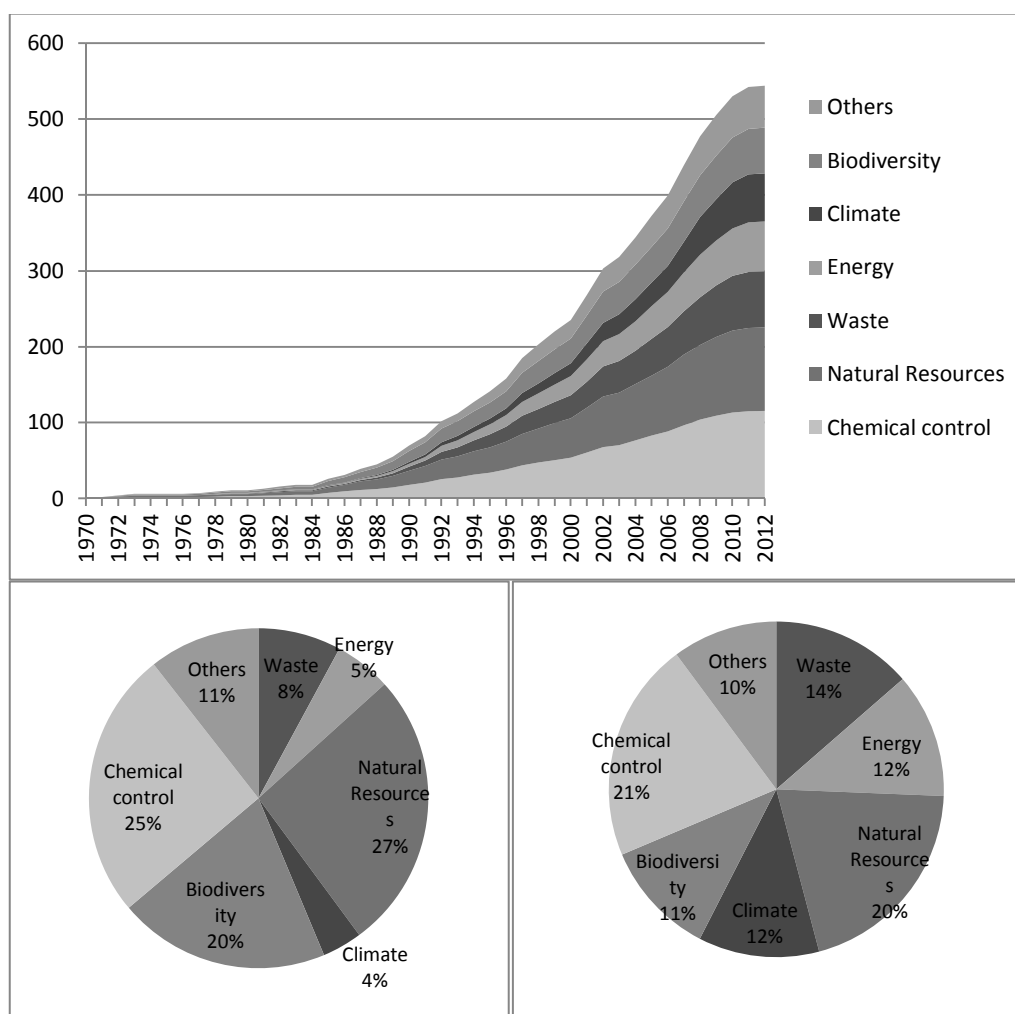 600
500
400
300
200
100
0
1970
1972
1974
1976
1978
1980
1982
1984
1986
1988
1990
1992
1994
1996
1998
2000
2002
2004
2006
2008
2010
2012
Others
Biodiversity
Climate
Energy
Waste
Natural Resources
Chemical control
Others
11%
Waste
8%
Energy
5%
Natural
Resource
s
27%
Climate
4%
Biodivers
ity
20%
Chemical
control
25%
Others
10%
Waste
14%
Energy
12%
Natural
Resource
s
20%
Climate
12%
Biodiversi
ty
11%
Chemical
control
21%